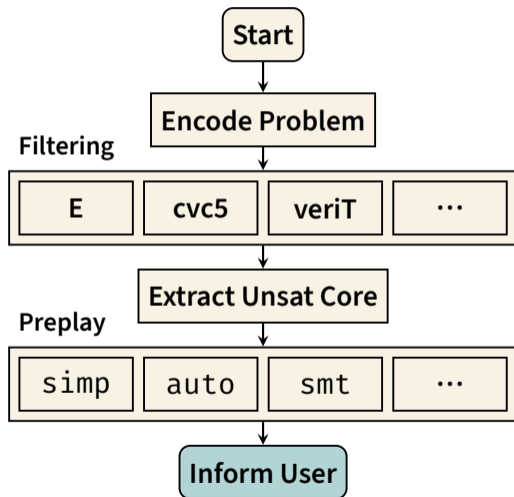 Start
Encode Problem
Filtering
E cvc5 veriT ···
Extract Unsat Core
Preplay
simp auto smt ···
Inform User